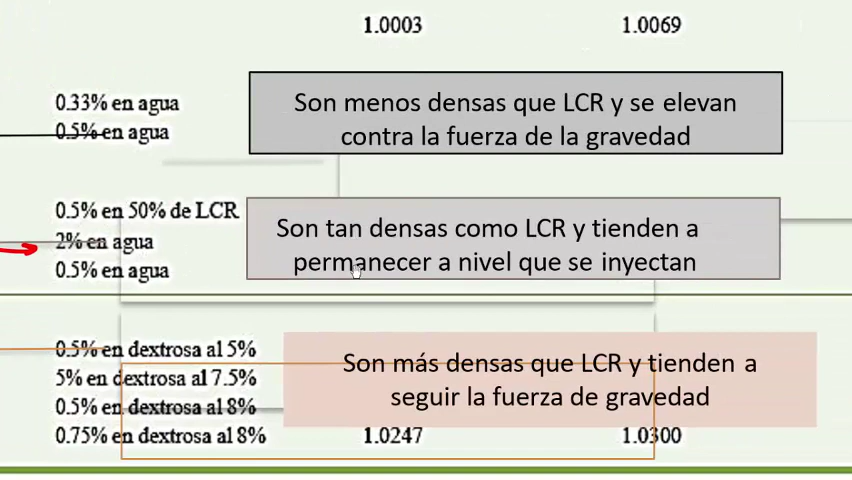 1.0003 1.0069
0.33% en agua
Son menos densas que LCR y se elevan
0.5% en agua
contra la fuerza de la gravedad
0.5% en 50% de LCR
Son tan densas como LCR y tienden a
2% en agua
permanecer a nivel que se inyectan
0.5% en agua
0.5% en dextrosa al 5%
Son más densas que LCR y tienden a
5% en dextrosa al 7.5%
seguir la fuerza de gravedad
0.5% en dextrosa al 8%
0.75% en dextrosa al 8% 1.0247 1.0300